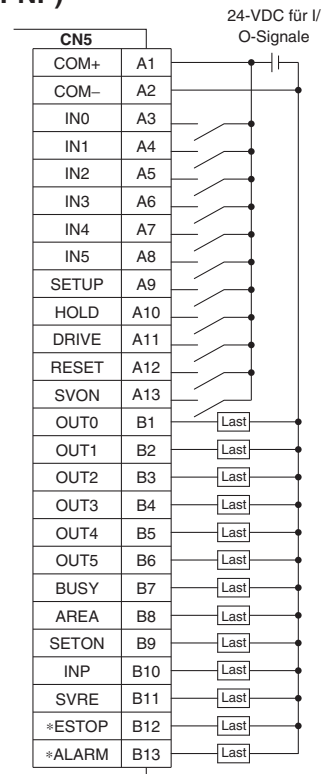 24-VDC für I/
O-Signale
CN5
COM+ A1
COM– A2
IN0 A3
IN1 A4
IN2 A5
IN3 A6
IN4 A7
IN5 A8
SETUP A9
HOLD A10
DRIVE A11
RESET A12
SVON A13
OUT0 B1 Last
OUT1 B2 Last
OUT2 B3 Last
OUT3 B4 Last
OUT4 B5 Last
OUT5 B6 Last
BUSY B7 Last
AREA B8 Last
SETON B9 Last
INP B10 Last
SVRE B11 Last
∗ESTOP B12 Last
∗ALARM B13 Last